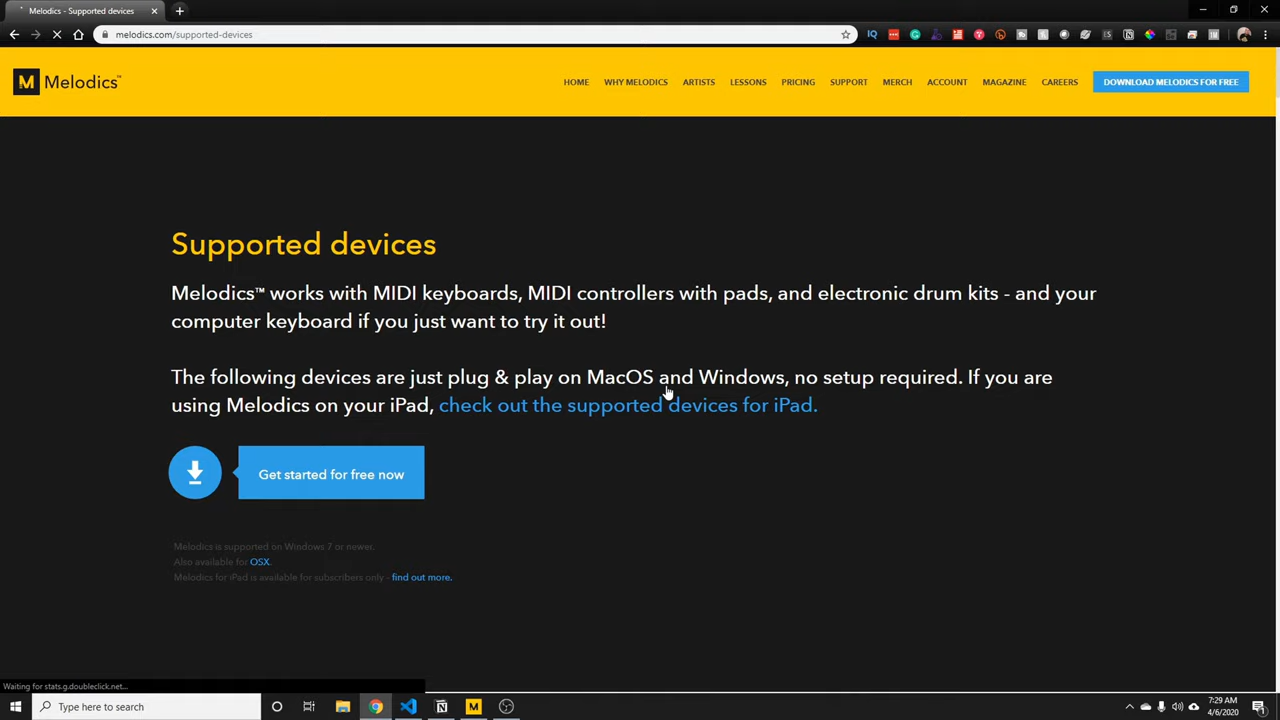 Melodics - Supported devices
melodics.com/supported-devices
M Melodics™
HOME WHY MELODICS ARTISTS LESSONS PRICING SUPPORT MERCH ACCOUNT MAGAZINE CAREERS DOWNLOAD MELODICS FOR FREE
Supported devices
Melodics™ works with MIDI keyboards, MIDI controllers with pads, and electronic drum kits - and your
computer keyboard if you just want to try it out!
The following devices are just plug & play on MacOS and Windows, no setup required. If you are
using Melodics on your iPad, check out the supported devices for iPad.
Get started for free now
Melodics is supported on Windows 7 or newer.
Also available for OSX.
Melodics for iPad is available for subscribers only - find out more.
Waiting for stats.g.doubleclick.net...
Type here to search
7:29 AM
4/6/2020